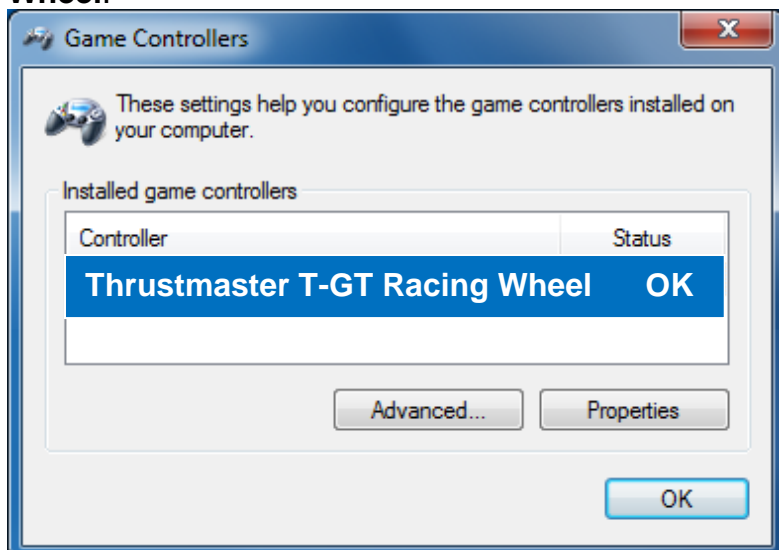 Wheel.
Game Controllers
These settings help you configure the game controllers installed on
your computer.
Installed game controllers
Controller Status
Thrustmaster T-GT Racing Wheel OK
Advanced... Properties
OK